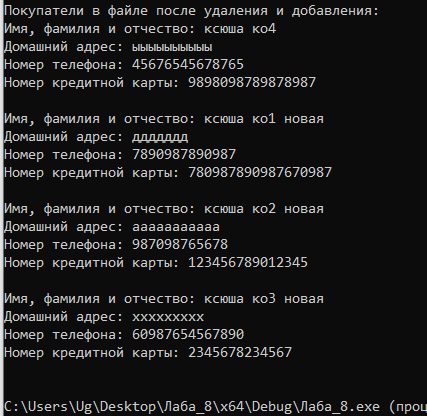 Покупатели в файле после удаления и добавления:
Имя, фамилия и отчество: ксюша ко4
Домашний адрес: ыыыыыыыыыы
Номер телефона: 45676545678765
Номер кредитной карты: 9898098789878987
Имя, фамилия и отчество: ксюша ко1 новая
Домашний адрес: ддддддд
Номер телефона: 7890987890987
Номер кредитной карты: 780987890987670987
Имя, фамилия и отчество: ксюша ко2 новая
Домашний адрес: ааааааааааа
Номер телефона: 987098765678
Номер кредитной карты: 123456789012345
Имя, фамилия и отчество: ксюша ко3 новая
Домашний адрес: ххххххххх
Номер телефона: 60987654567890
Номер кредитной карты: 2345678234567
C:\Users\Ug\Desktop\Лаба_8\x64\Debug\Лаба_8.exe (проц